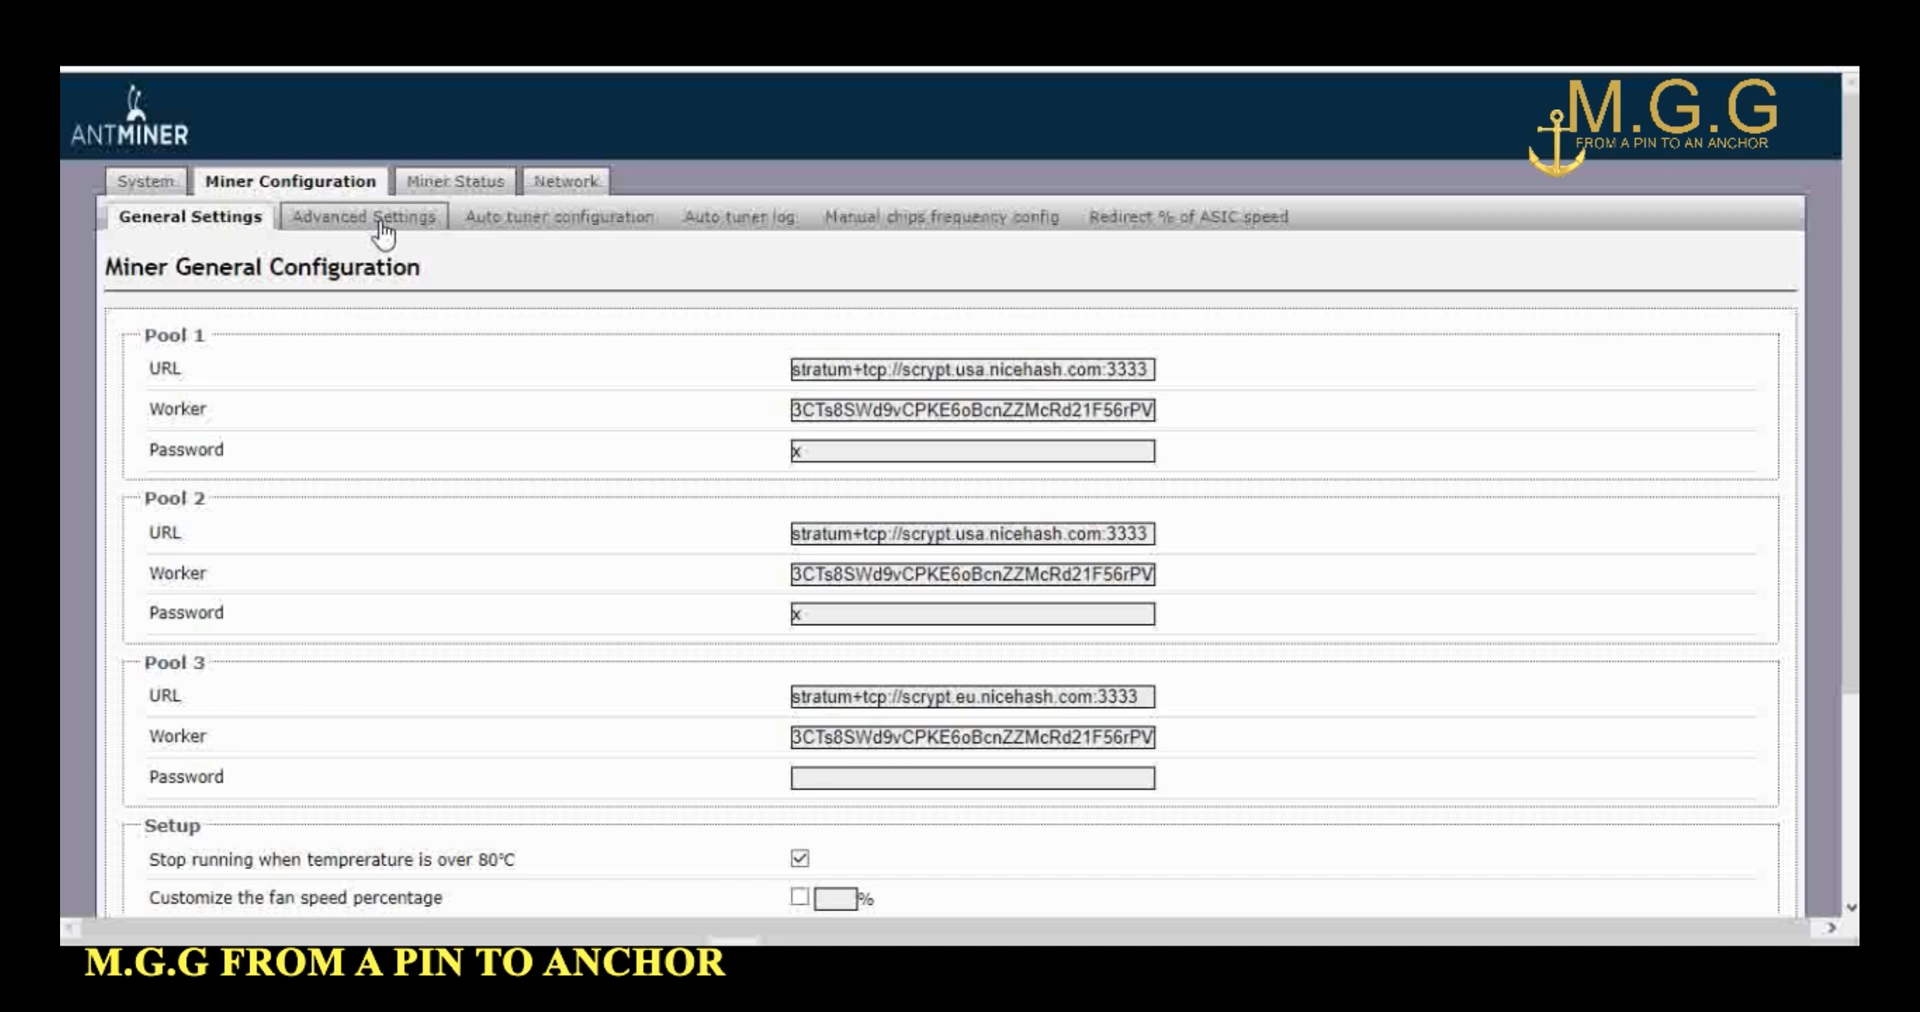 ANTMINER
M.G.G
FROM A PIN TO AN ANCHOR
System Miner Configuration Miner Status Network
General Settings Advanced Settings Auto tuner configuration Auto tuner log Manual chips frequency config Redirect % of ASIC speed
Miner General Configuration
Pool 1
URL stratum+tcp://scrypt.usa.nicehash.com:3333
Worker 3CTs8SWd9vCPKE6oBcnZZMcRd21F56rPV
Password x
Pool 2
URL stratum+tcp://scrypt.usa.nicehash.com:3333
Worker 3CTs8SWd9vCPKE6oBcnZZMcRd21F56rPV
Password x
Pool 3
URL stratum+tcp://scrypt.eu.nicehash.com:3333
Worker 3CTs8SWd9vCPKE6oBcnZZMcRd21F56rPV
Password
Setup
Stop running when temprerature is over 80°C
Customize the fan speed percentage %
M.G.G FROM A PIN TO ANCHOR